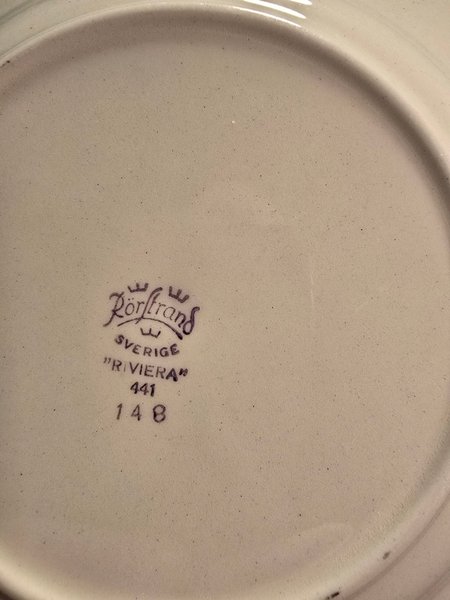 Rörstrand
SVERIGE
"RIVIERA"
441
148